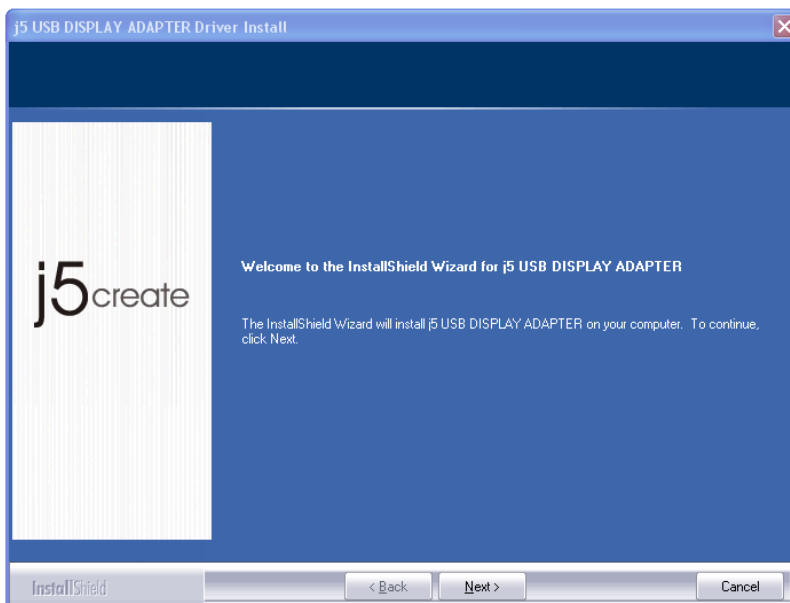 j5 USB DISPLAY ADAPTER Driver Install
j5create
Welcome to the InstallShield Wizard for j5 USB DISPLAY ADAPTER
The InstallShield Wizard will install j5 USB DISPLAY ADAPTER on your computer. To continue,
click Next.
InstallShield
< Back
Next >
Cancel